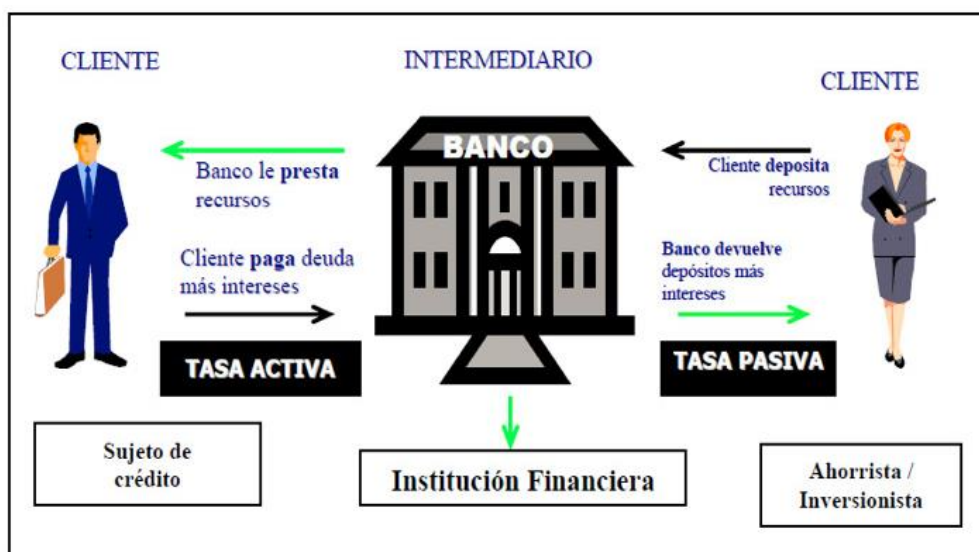 CLIENTE
INTERMEDIARIO
CLIENTE
BANCO
Banco le presta
recursos
Cliente deposita
recursos
Cliente paga deuda
más intereses
Banco devuelve
depósitos más
intereses
TASA ACTIVA
TASA PASIVA
Sujeto de
crédito
Institución Financiera
Ahorrista /
Inversionista